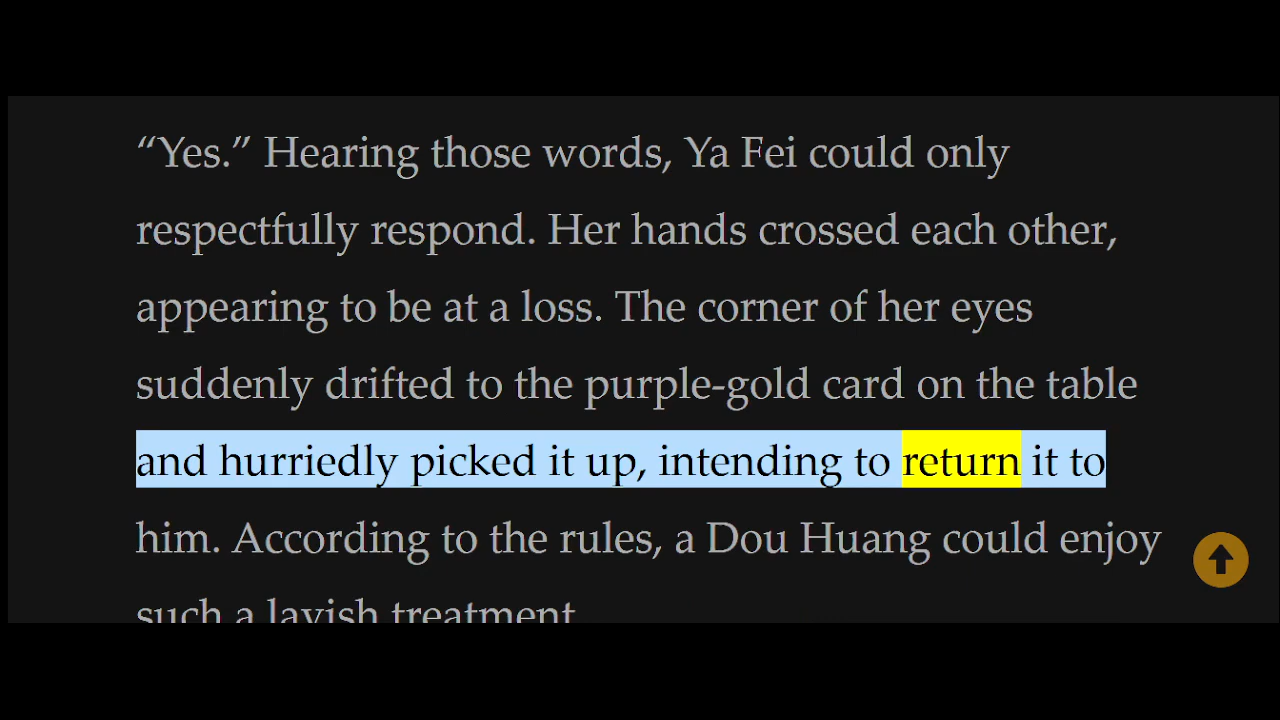 “Yes.” Hearing those words, Ya Fei could only
respectfully respond. Her hands crossed each other,
appearing to be at a loss. The corner of her eyes
suddenly drifted to the purple-gold card on the table
and hurriedly picked it up, intending to return it to
him. According to the rules, a Dou Huang could enjoy
such a lavish treatment.